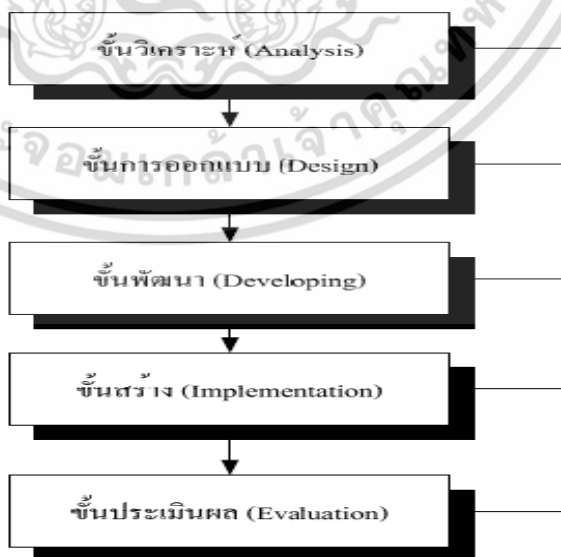 ขั้นวิเคราะห์ (Analysis)
ขั้นการออกแบบ (Design)
ขั้นพัฒนา (Developing)
ขั้นสร้าง (Implementation)
ขั้นประเมินผล (Evaluation)